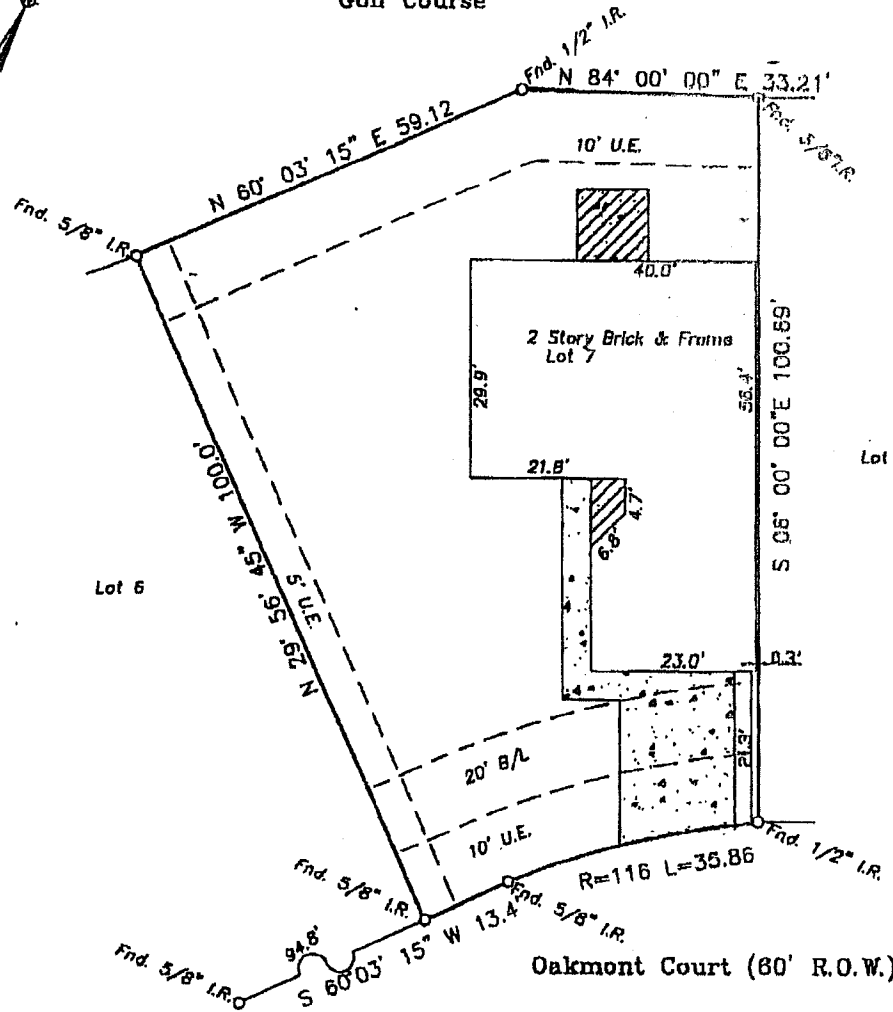 Fnd. 1/2" I.R.
N 84° 00' 00" E 33.21'
Fnd. 5/8" I.R.
N 60° 03' 15" E 59.12
10' U.E.
Fnd. 5/8" I.R.
40.0'
2 Story Brick & Frame
Lot 7
29.9'
56.4'
S 06° 00' 00"E 100.69'
Lot
21.8'
4.7'
6.8'
N 29° 56' 45" W 100.0'
5' U.E.
Lot 6
23.0'
0.3'
20' B/L
10' U.E.
Fnd. 1/2" I.R.
R=116 L=35.86
Fnd. 5/8" I.R.
Fnd. 5/8" I.R.
S 60°03' 15" W 13.4'
94.8'
Fnd. 5/8" I.R.
Oakmont Court (60' R.O.W.)